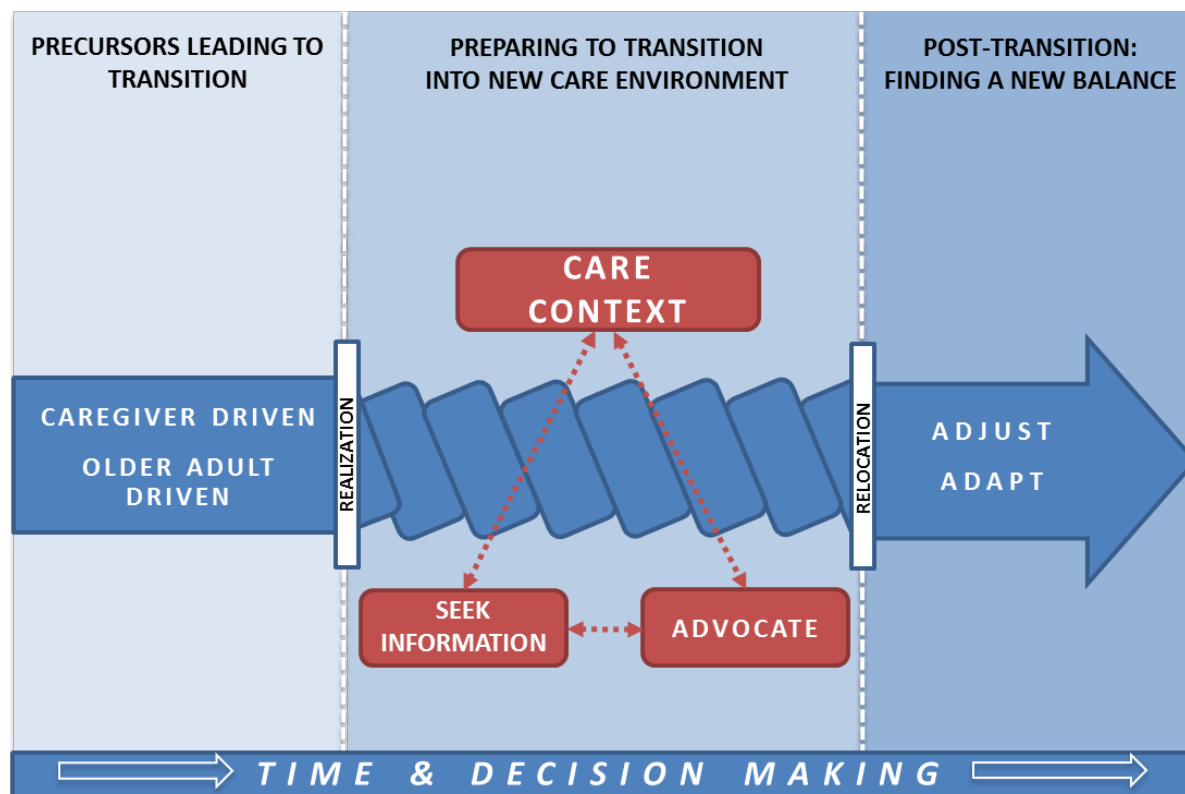 PRECURSORS LEADING TO
TRANSITION
PREPARING TO TRANSITION
INTO NEW CARE ENVIRONMENT
POST-TRANSITION:
FINDING A NEW BALANCE
CARE
CONTEXT
CAREGIVER DRIVEN
OLDER ADULT
DRIVEN
REALIZATION
RELOCATION
ADJUST
ADAPT
SEEK
INFORMATION
ADVOCATE
TIME & DECISION MAKING